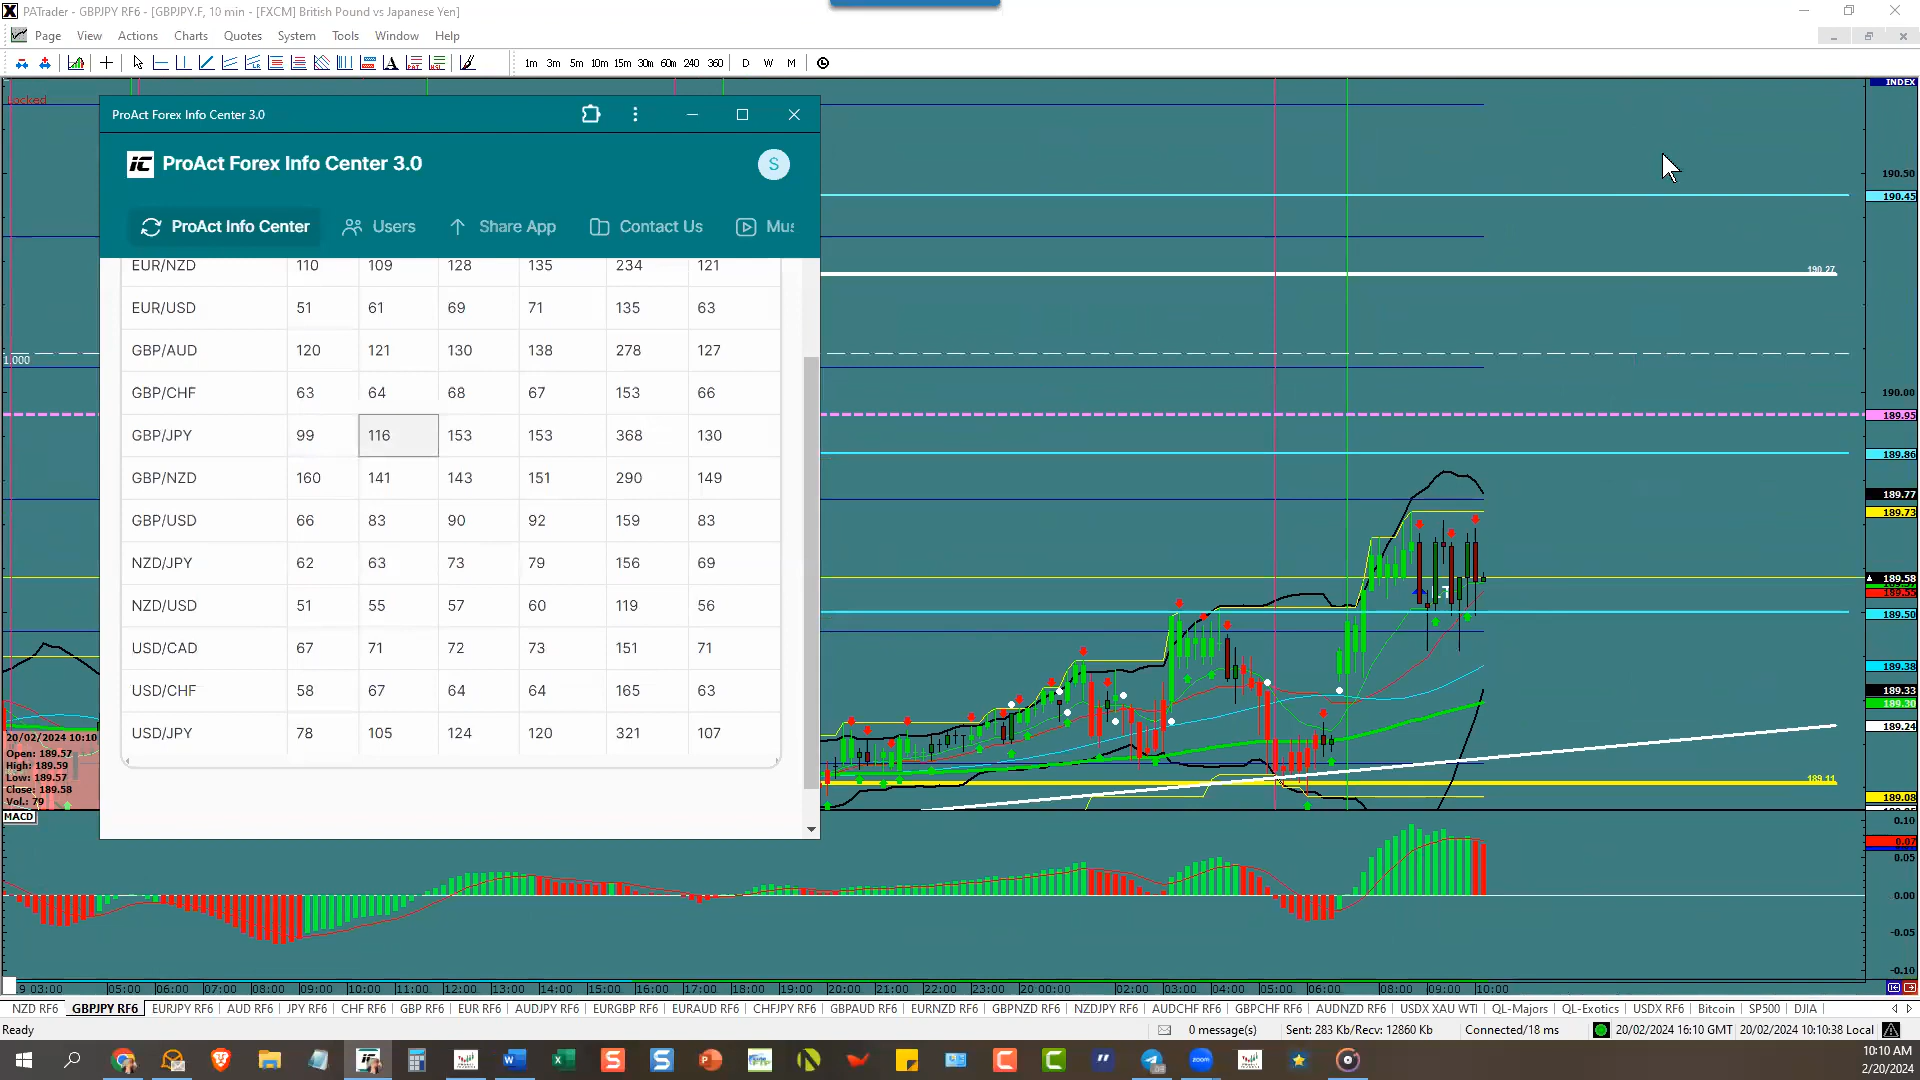 PATrader - GBPJPY RF6 - [GBPJPY.F, 10 min - [FXCM] British Pound vs Japanese Yen]
Page View Actions Charts Quotes System Tools Window Help
1m 3m 5m 10m 15m 30m 60m 240 360 D W M
INDEX
Locked
ProAct Forex Info Center 3.0
iC ProAct Forex Info Center 3.0 S
ProAct Info Center Users Share App Contact Us Mus
EUR/NZD 110 109 128 135 234 121
EUR/USD 51 61 69 71 135 63
GBP/AUD 120 121 130 138 278 127
GBP/CHF 63 64 68 67 153 66
GBP/JPY 99 116 153 153 368 130
GBP/NZD 160 141 143 151 290 149
GBP/USD 66 83 90 92 159 83
NZD/JPY 62 63 73 79 156 69
NZD/USD 51 55 57 60 119 56
USD/CAD 67 71 72 73 151 71
USD/CHF 58 67 64 64 165 63
USD/JPY 78 105 124 120 321 107
1.000
190.50
190.45
190.27
190.00
189.95
189.86
189.77
189.73
189.58
189.55
189.50
189.38
189.33
189.30
189.24
189.11
189.08
20/02/2024 10:10
Open: 189.57
High: 189.59
Low: 189.57
Close: 189.58
Vol.: 79
MACD
0.10
0.07
0.05
0.00
-0.05
-0.10
9 03:00 05:00 06:00 07:00 08:00 09:00 10:00 11:00 12:00 13:00 14:00 15:00 16:00 17:00 18:00 19:00 20:00 21:00 22:00 23:00 20 00:00 02:00 03:00 04:00 05:00 06:00 08:00 09:00 10:00
NZD RF6 GBPJPY RF6 EURJPY RF6 AUD RF6 JPY RF6 CHF RF6 GBP RF6 EUR RF6 AUDJPY RF6 EURGBP RF6 EURAUD RF6 CHFJPY RF6 GBPAUD RF6 EURNZD RF6 GBPNZD RF6 NZDJPY RF6 AUDCHF RF6 GBPCHF RF6 AUDNZD RF6 USDX XAU WTI QL-Majors QL-Exotics USDX RF6 Bitcoin SP500 DJIA
Ready 0 message(s) Sent: 283 Kb/Recv: 12860 Kb Connected/18 ms 20/02/2024 16:10 GMT 20/02/2024 10:10:38 Local
10:10 AM
2/20/2024